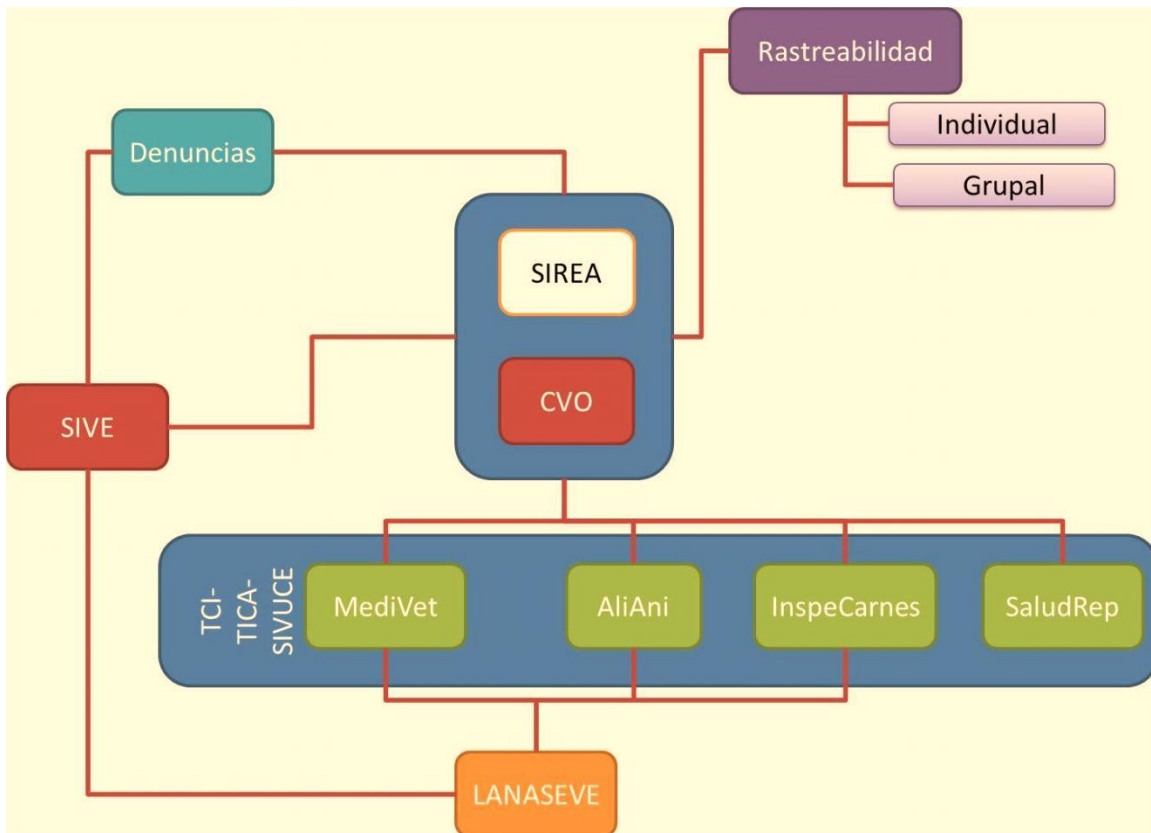 Rastreabilidad
Individual
Grupal
Denuncias
SIREA
CVO
SIVE
TCI-
TICA-
SIVUCE
MediVet
AliAni
InspeCarnes
SaludRep
LANASEVE